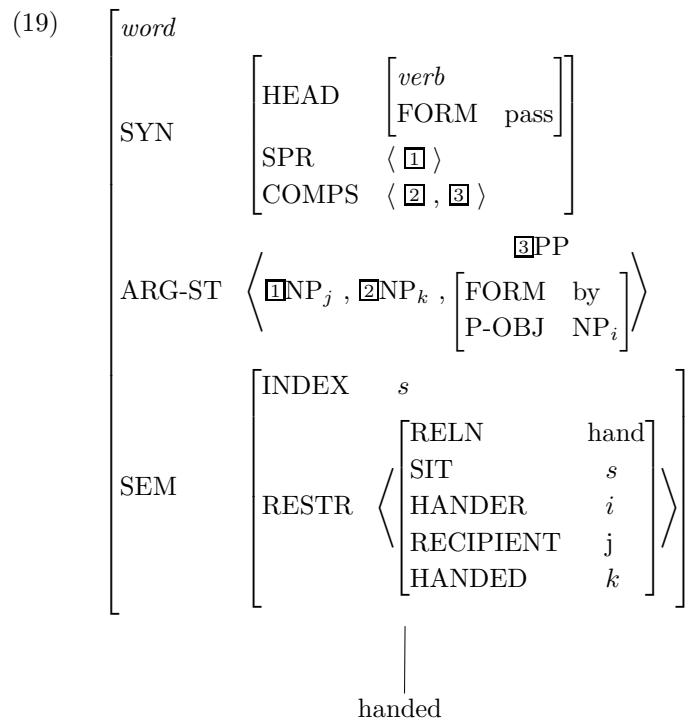 (19)
word
SYN
HEAD
verb
FORM pass
SPR ⟨ 1 ⟩
COMPS ⟨ 2 , 3 ⟩
ARG-ST ⟨ 1NPj , 2NPk , 3PP
FORM by
P-OBJ NPi ⟩
SEM
INDEX s
RESTR
RELN hand
SIT s
HANDER i
RECIPIENT j
HANDED k
handed